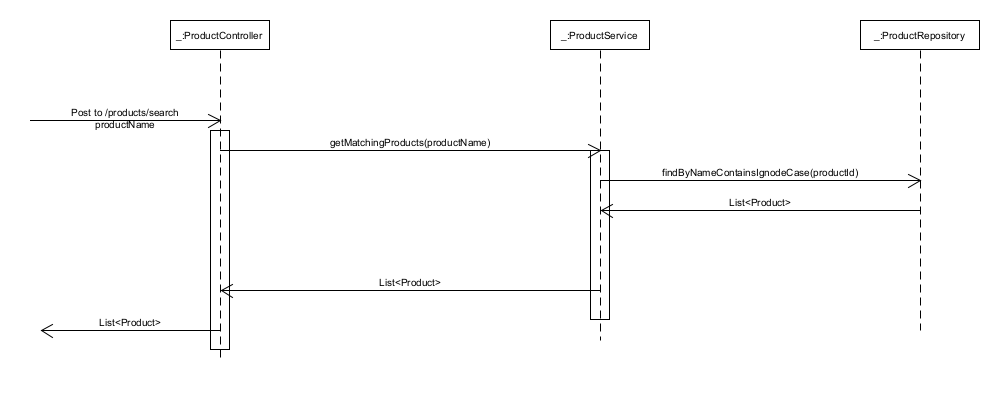 _:ProductController
_:ProductService
_:ProductRepository
Post to /products/search
productName
getMatchingProducts(productName)
findByNameContainsIgnodeCase(productId)
List<Product>
List<Product>
List<Product>